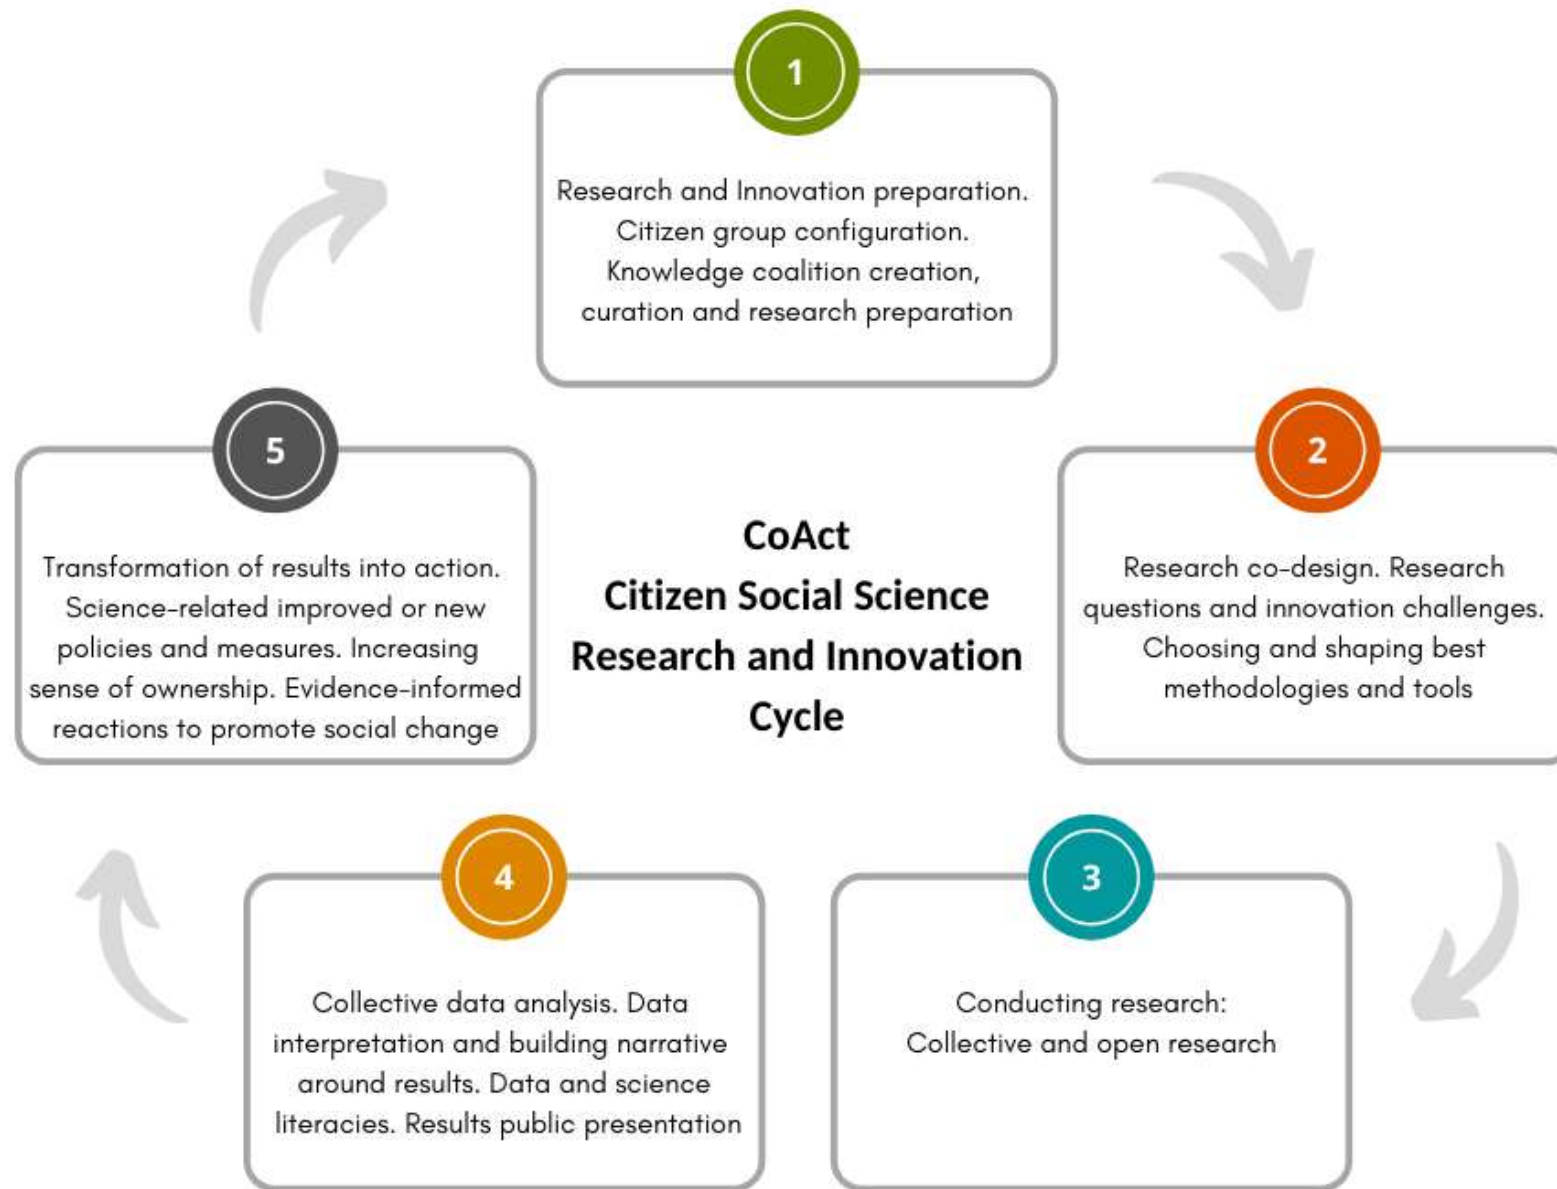 1
Research and Innovation preparation.
Citizen group configuration.
Knowledge coalition creation,
curation and research preparation
2
Research co-design. Research
questions and innovation challenges.
Choosing and shaping best
methodologies and tools
3
Conducting research:
Collective and open research
4
Collective data analysis. Data
interpretation and building narrative
around results. Data and science
literacies. Results public presentation
5
Transformation of results into action.
Science-related improved or new
policies and measures. Increasing
sense of ownership. Evidence-informed
reactions to promote social change
CoAct
Citizen Social Science
Research and Innovation
Cycle